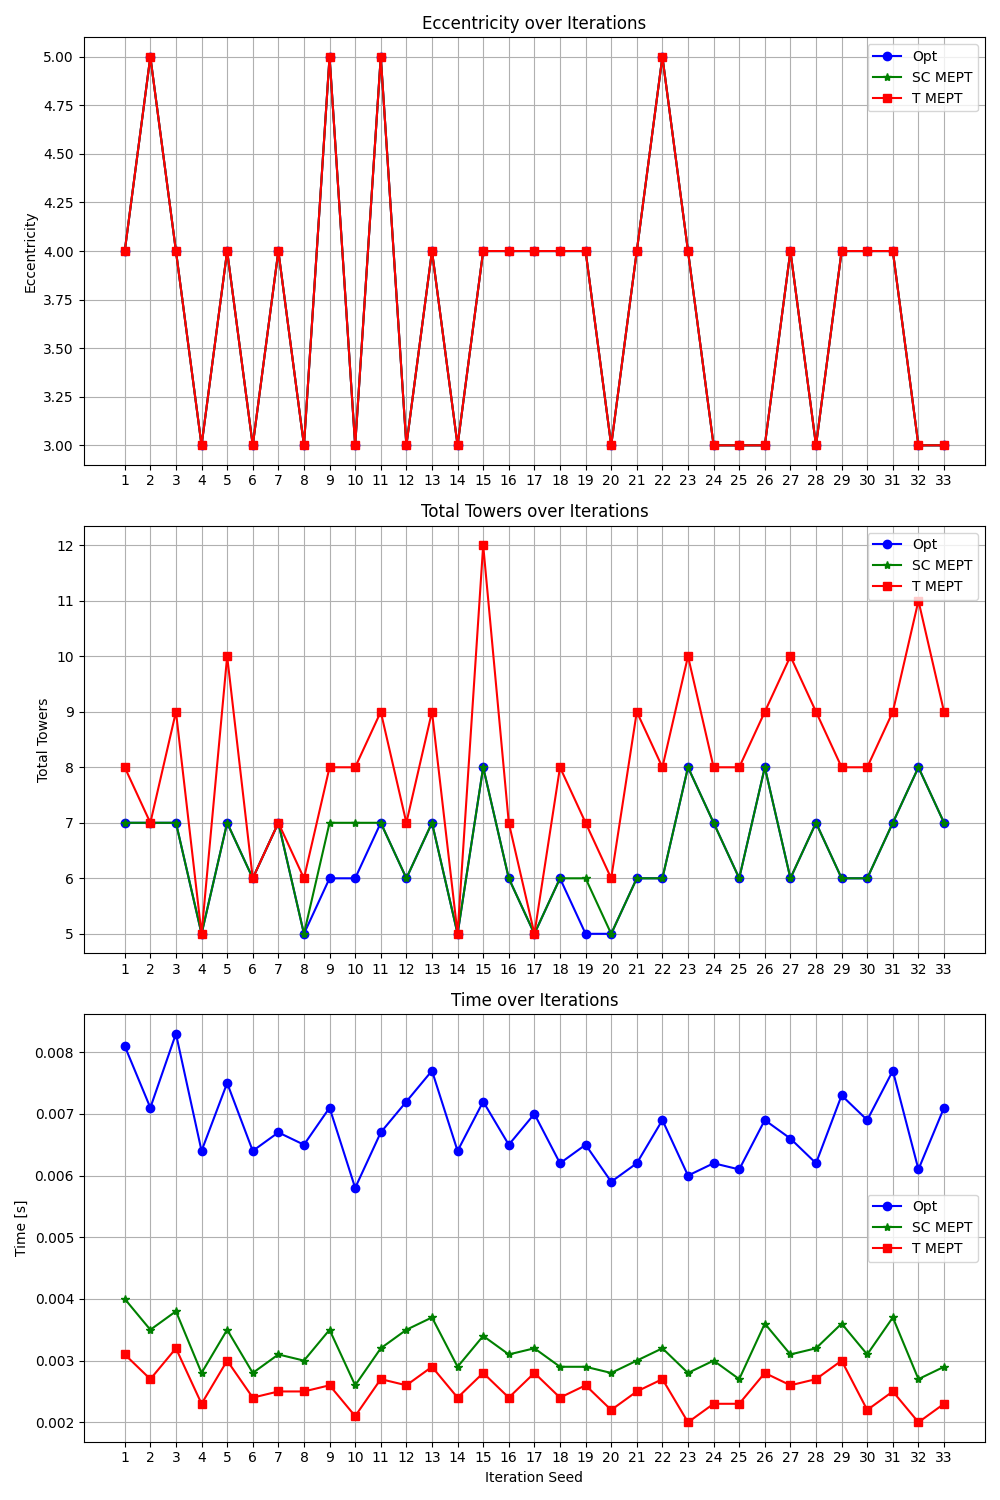 Eccentricity over Iterations
Eccentricity
5.00
4.75
4.50
4.25
4.00
3.75
3.50
3.25
3.00
Opt
SC MEPT
T MEPT
1 2 3 4 5 6 7 8 9 10 11 12 13 14 15 16 17 18 19 20 21 22 23 24 25 26 27 28 29 30 31 32 33
Total Towers over Iterations
Total Towers
12
11
10
9
8
7
6
5
Opt
SC MEPT
T MEPT
1 2 3 4 5 6 7 8 9 10 11 12 13 14 15 16 17 18 19 20 21 22 23 24 25 26 27 28 29 30 31 32 33
Time over Iterations
Time [s]
0.008
0.007
0.006
0.005
0.004
0.003
0.002
Opt
SC MEPT
T MEPT
1 2 3 4 5 6 7 8 9 10 11 12 13 14 15 16 17 18 19 20 21 22 23 24 25 26 27 28 29 30 31 32 33
Iteration Seed